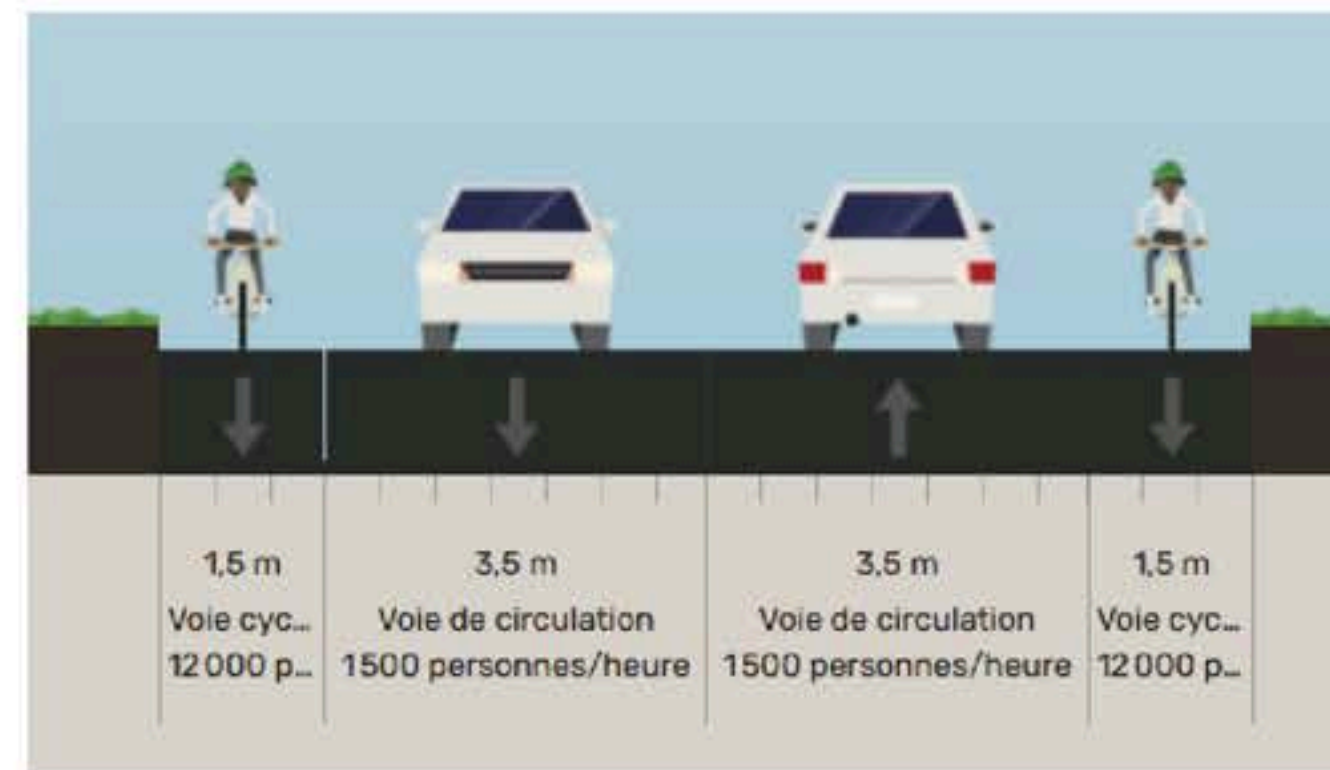 1,5 m
Voie cyc...
12 000 p...
3,5 m
Voie de circulation
1500 personnes/heure
3,5 m
Voie de circulation
1500 personnes/heure
1,5 m
Voie cyc...
12 000 p...